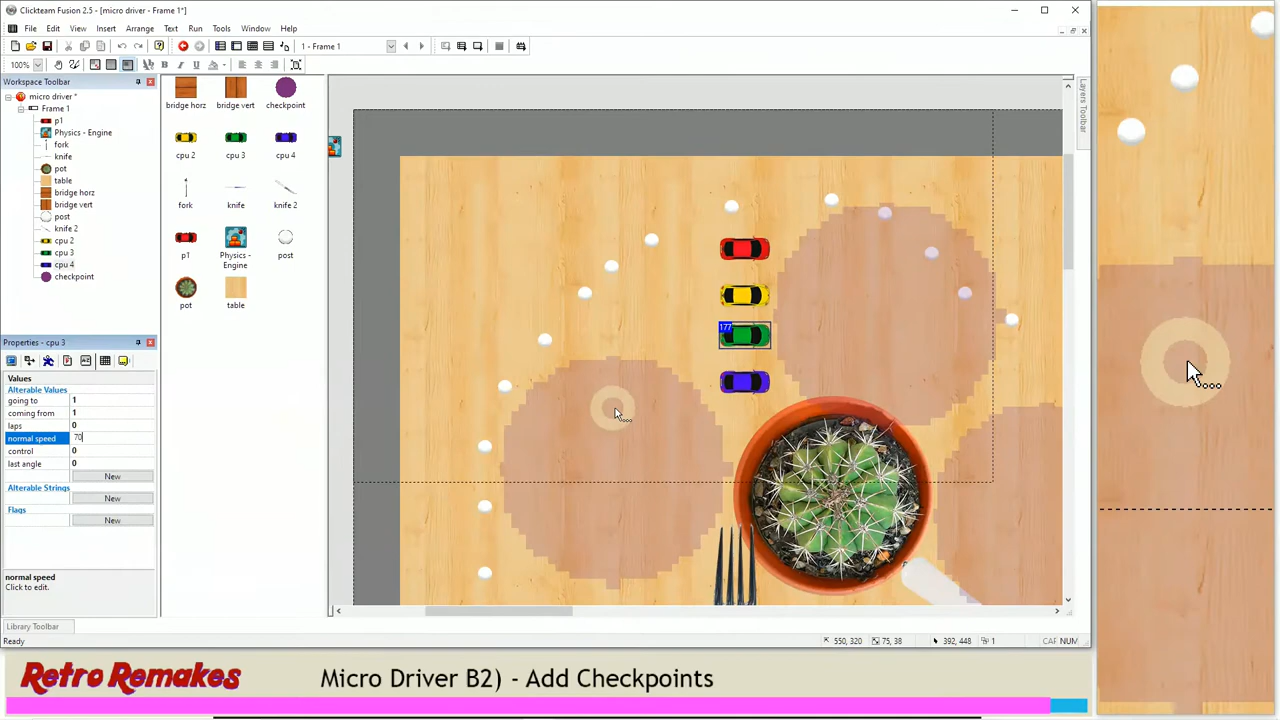 Clickteam Fusion 2.5 - [micro driver - Frame 1*]
File Edit View Insert Arrange Text Run Tools Window Help
1 - Frame 1
100%
Workspace Toolbar
micro driver *
Frame 1
p1
Physics - Engine
fork
knife
pot
table
bridge horz
bridge vert
post
knife 2
cpu 2
cpu 3
cpu 4
checkpoint
bridge horz bridge vert checkpoint
cpu 2 cpu 3 cpu 4
fork knife knife 2
p1 Physics - Engine post
pot table
177
Layers Toolbar
Properties - cpu 3
Values
Alterable Values
going to 1
coming from 1
laps 0
normal speed 70
control 0
last angle 0
New
Alterable Strings
New
Flags
New
normal speed
Click to edit.
Library Toolbar
Ready
550, 320 75, 38 392, 448 1 CAF NUM
Retro Remakes
Micro Driver B2) - Add Checkpoints